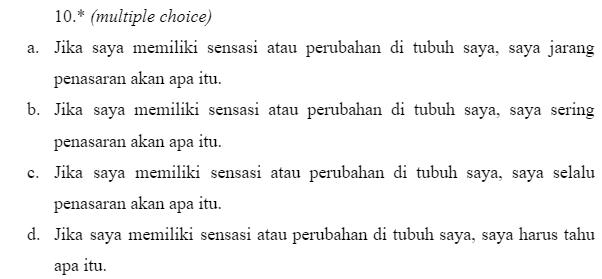 10.* (multiple choice)
a. Jika saya memiliki sensasi atau perubahan di tubuh saya, saya jarang
penasaran akan apa itu.
b. Jika saya memiliki sensasi atau perubahan di tubuh saya, saya sering
penasaran akan apa itu.
c. Jika saya memiliki sensasi atau perubahan di tubuh saya, saya selalu
penasaran akan apa itu.
d. Jika saya memiliki sensasi atau perubahan di tubuh saya, saya harus tahu
apa itu.